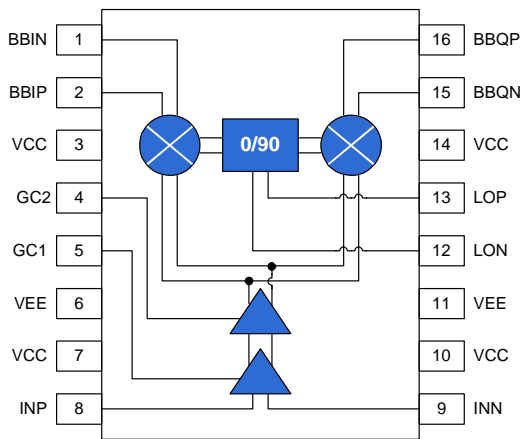 BBIN 1 16 BBQP
BBIP 2 15 BBQN
VCC 3 0/90 14 VCC
GC2 4 13 LOP
GC1 5 12 LON
VEE 6 11 VEE
VCC 7 10 VCC
INP 8 9 INN